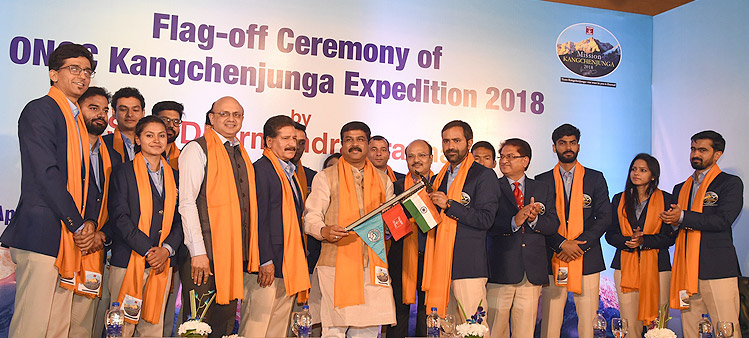 Flag-off Ceremony of
ONGC Kangchenjunga Expedition 2018
by
Mission
KANGCHENJUNGA
2018